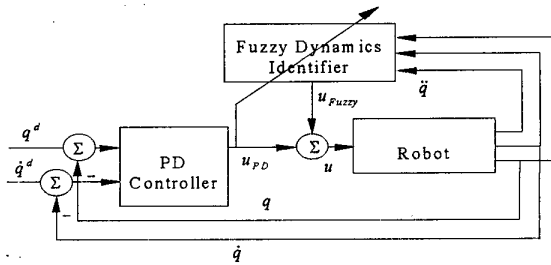 Fuzzy Dynamics
Identifier
q̈
u_Fuzzy
q^d
Σ
q̇^d
Σ
PD
Controller
u_PD
Σ
u
Robot
−
−
q
q̇